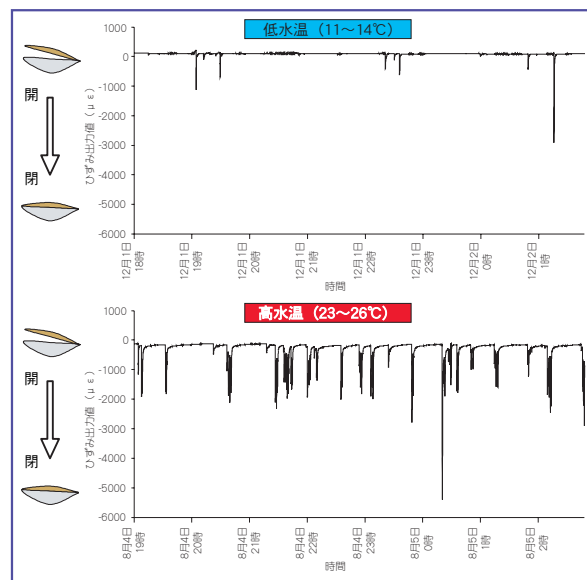 低水温（11〜14℃）
開
閉
ひずみ出力値（με）
1000
0
-1000
-2000
-3000
-4000
-5000
-6000
12月1日
18時
12月1日
19時
12月1日
20時
12月1日
21時
12月1日
22時
12月1日
23時
12月2日
0時
12月2日
1時
時間
高水温（23〜26℃）
開
閉
ひずみ出力値（με）
1000
0
-1000
-2000
-3000
-4000
-5000
-6000
8月4日
19時
8月4日
20時
8月4日
21時
8月4日
22時
8月4日
23時
8月5日
0時
8月5日
1時
8月5日
2時
時間